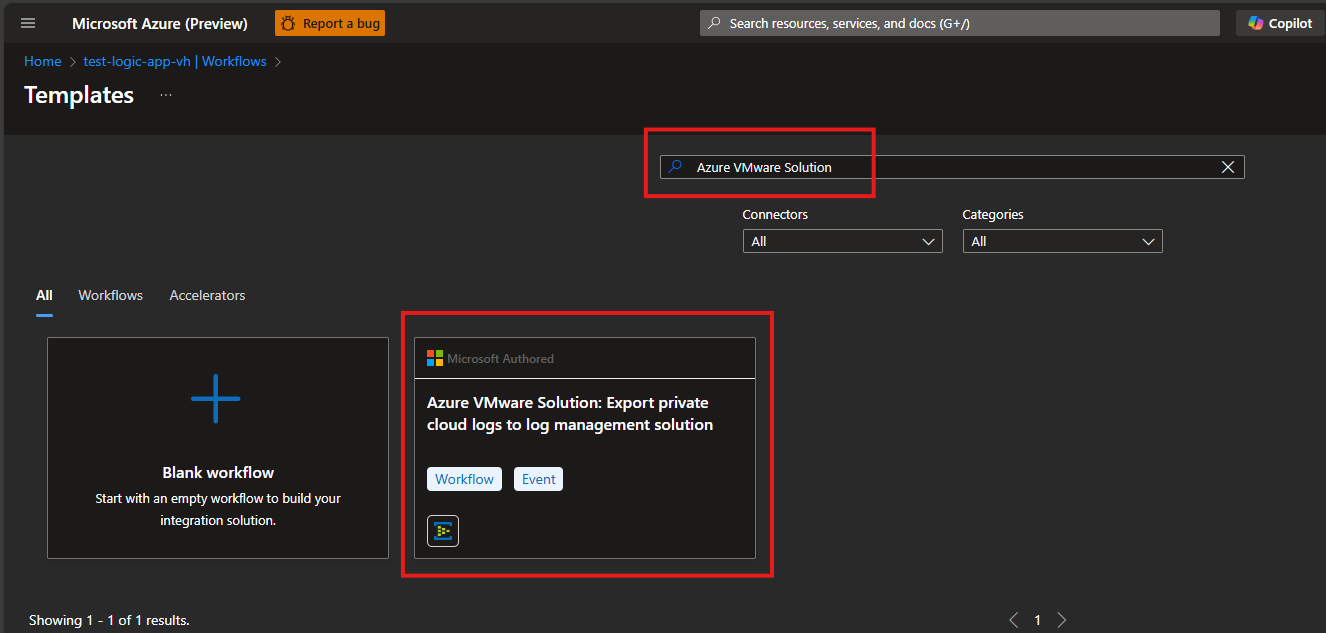 Microsoft Azure (Preview)
Report a bug
Search resources, services, and docs (G+/)
Copilot
Home > test-logic-app-vh | Workflows >
Templates ...
Azure VMware Solution
Connectors
Categories
All
All
All
Workflows
Accelerators
Blank workflow
Start with an empty workflow to build your
integration solution.
Microsoft Authored
Azure VMware Solution: Export private
cloud logs to log management solution
Workflow
Event
Showing 1 - 1 of 1 results.
1